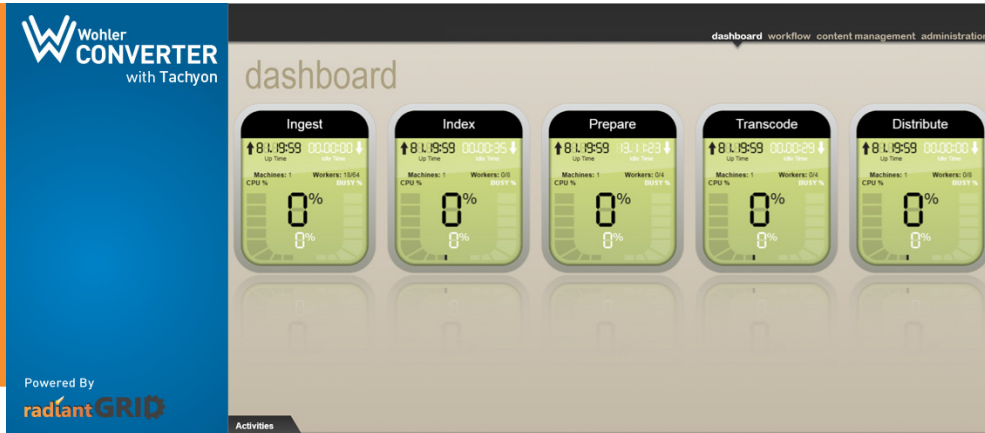 Wohler
CONVERTER
with Tachyon
dashboard workflow content management administration
dashboard
Ingest
81.19:59 00.00:00
Up Time Idle Time
Machines: 1 Workers: 18/64
CPU % BUSY %
0%
0%
Index
81.19:59 00.00:35
Up Time Idle Time
Machines: 1 Workers: 0/8
CPU % BUSY %
0%
0%
Prepare
81.19:59 13.11:23
Up Time Idle Time
Machines: 1 Workers: 0/4
CPU % BUSY %
0%
0%
Transcode
81.19:59 00.00:29
Up Time Idle Time
Machines: 1 Workers: 0/4
CPU % BUSY %
0%
0%
Distribute
81.19:59 00.00:00
Up Time Idle Time
Machines: 1 Workers: 0/8
CPU % BUSY %
0%
0%
Powered By
radiantGRID
Activities